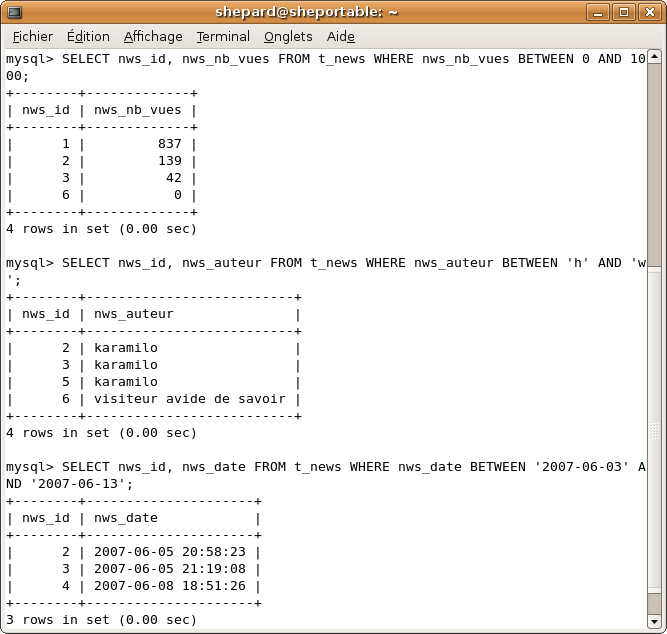 shepard@sheportable: ~
Fichier Édition Affichage Terminal Onglets Aide
mysql> SELECT nws_id, nws_nb_vues FROM t_news WHERE nws_nb_vues BETWEEN 0 AND 10
00;
+--------+-------------+
| nws_id | nws_nb_vues |
+--------+-------------+
|      1 |         837 |
|      2 |         139 |
|      3 |          42 |
|      6 |           0 |
+--------+-------------+
4 rows in set (0.00 sec)

mysql> SELECT nws_id, nws_auteur FROM t_news WHERE nws_auteur BETWEEN 'h' AND 'w
';
+--------+--------------------------+
| nws_id | nws_auteur               |
+--------+--------------------------+
|      2 | karamilo                 |
|      3 | karamilo                 |
|      5 | karamilo                 |
|      6 | visiteur avide de savoir |
+--------+--------------------------+
4 rows in set (0.00 sec)

mysql> SELECT nws_id, nws_date FROM t_news WHERE nws_date BETWEEN '2007-06-03' A
ND '2007-06-13';
+--------+---------------------+
| nws_id | nws_date            |
+--------+---------------------+
|      2 | 2007-06-05 20:58:23 |
|      3 | 2007-06-05 21:19:08 |
|      4 | 2007-06-08 18:51:26 |
+--------+---------------------+
3 rows in set (0.00 sec)